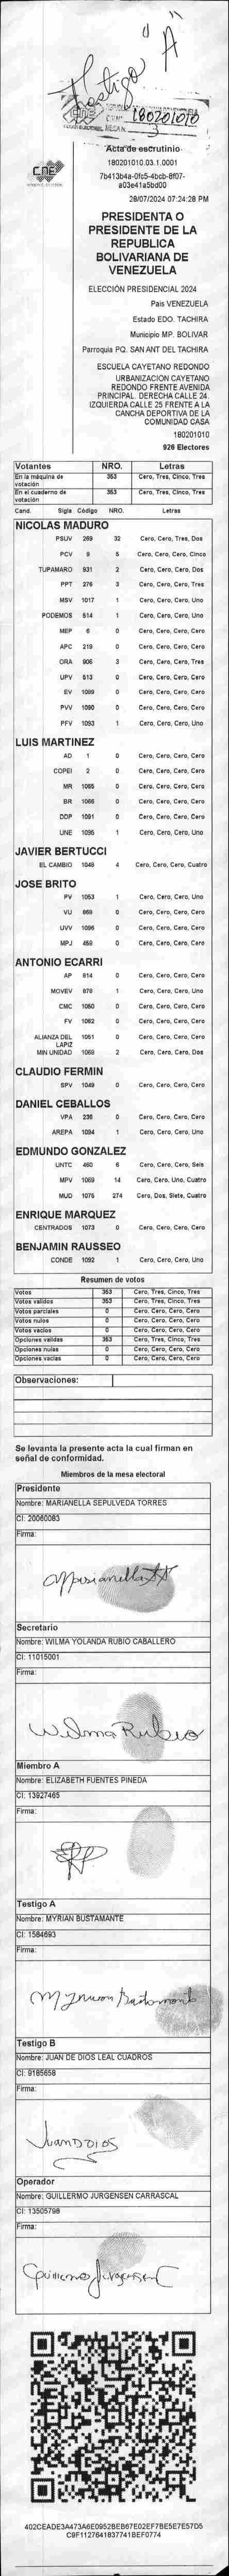 Testigo "A"
180201010
3
Acta de escrutinio
180201010.03.1.0001
7b413b4a-0fc5-4bcb-8f07-
a03e41a5bd00
28/07/2024 07:24:28 PM
CNE
PRESIDENTA O
PRESIDENTE DE LA
REPUBLICA
BOLIVARIANA DE
VENEZUELA
ELECCIÓN PRESIDENCIAL 2024
Pais VENEZUELA
Estado EDO. TACHIRA
Municipio MP. BOLIVAR
Parroquia PQ. SAN ANT DEL TACHIRA
ESCUELA CAYETANO REDONDO
URBANIZACION CAYETANO
REDONDO FRENTE AVENIDA
PRINCIPAL. DERECHA CALLE 24.
IZQUIERDA CALLE 25 FRENTE A LA
CANCHA DEPORTIVA DE LA
COMUNIDAD CASA
180201010
926 Electores
Votantes NRO. Letras
En la máquina de votación 353 Cero, Tres, Cinco, Tres
En el cuaderno de votación 353 Cero, Tres, Cinco, Tres
Cand. Sigla Código NRO. Letras
NICOLAS MADURO
PSUV 269 32 Cero, Cero, Tres, Dos
PCV 9 5 Cero, Cero, Cero, Cinco
TUPAMARO 931 2 Cero, Cero, Cero, Dos
PPT 276 3 Cero, Cero, Cero, Tres
MSV 1017 1 Cero, Cero, Cero, Uno
PODEMOS 514 1 Cero, Cero, Cero, Uno
MEP 6 0 Cero, Cero, Cero, Cero
APC 219 0 Cero, Cero, Cero, Cero
ORA 906 3 Cero, Cero, Cero, Tres
UPV 513 0 Cero, Cero, Cero, Cero
EV 1089 0 Cero, Cero, Cero, Cero
PVV 1090 0 Cero, Cero, Cero, Cero
PFV 1093 1 Cero, Cero, Cero, Uno
LUIS MARTINEZ
AD 1 0 Cero, Cero, Cero, Cero
COPEI 2 0 Cero, Cero, Cero, Cero
MR 1085 0 Cero, Cero, Cero, Cero
BR 1066 0 Cero, Cero, Cero, Cero
DDP 1091 0 Cero, Cero, Cero, Cero
UNE 1095 1 Cero, Cero, Cero, Uno
JAVIER BERTUCCI
EL CAMBIO 1048 4 Cero, Cero, Cero, Cuatro
JOSE BRITO
PV 1053 1 Cero, Cero, Cero, Uno
VU 868 0 Cero, Cero, Cero, Cero
UVV 1096 0 Cero, Cero, Cero, Cero
MPJ 458 0 Cero, Cero, Cero, Cero
ANTONIO ECARRI
AP 814 0 Cero, Cero, Cero, Cero
MOVEV 878 1 Cero, Cero, Cero, Uno
CMC 1050 0 Cero, Cero, Cero, Cero
FV 1082 0 Cero, Cero, Cero, Cero
ALIANZA DEL LAPIZ 1051 0 Cero, Cero, Cero, Cero
MIN UNIDAD 1069 2 Cero, Cero, Cero, Dos
CLAUDIO FERMIN
SPV 1049 0 Cero, Cero, Cero, Cero
DANIEL CEBALLOS
VPA 236 0 Cero, Cero, Cero, Cero
AREPA 1094 1 Cero, Cero, Cero, Uno
EDMUNDO GONZALEZ
UNTC 460 6 Cero, Cero, Cero, Seis
MPV 1069 14 Cero, Cero, Uno, Cuatro
MUD 1075 274 Cero, Dos, Siete, Cuatro
ENRIQUE MARQUEZ
CENTRADOS 1073 0 Cero, Cero, Cero, Cero
BENJAMIN RAUSSEO
CONDE 1092 1 Cero, Cero, Cero, Uno
Resumen de votos
Votos 353 Cero, Tres, Cinco, Tres
Votos validos 353 Cero, Tres, Cinco, Tres
Votos parciales 0 Cero, Cero, Cero, Cero
Votos nulos 0 Cero, Cero, Cero, Cero
Votos vacios 0 Cero, Cero, Cero, Cero
Opciones validas 353 Cero, Tres, Cinco, Tres
Opciones nulas 0 Cero, Cero, Cero, Cero
Opciones vacias 0 Cero, Cero, Cero, Cero
Observaciones:
Se levanta la presente acta la cual firman en
señal de conformidad.
Miembros de la mesa electoral
Presidente
Nombre: MARIANELLA SEPULVEDA TORRES
CI: 20060083
Firma:
Marianella
Secretario
Nombre: WILMA YOLANDA RUBIO CABALLERO
CI: 11015001
Firma:
Wilma Rubio
Miembro A
Nombre: ELIZABETH FUENTES PINEDA
CI: 13927465
Firma:
Testigo A
Nombre: MYRIAN BUSTAMANTE
CI: 1584693
Firma:
Myrian Bustamante
Testigo B
Nombre: JUAN DE DIOS LEAL CUADROS
CI: 9185658
Firma:
Juan D Dios
Operador
Nombre: GUILLERMO JURGENSEN CARRASCAL
CI: 13505798
Firma:
Guillermo Jurgensen C
402CEADE3A473A6E0952BEB67E02EF7BE5E7E57D5
C9F1127641837741BEF0774